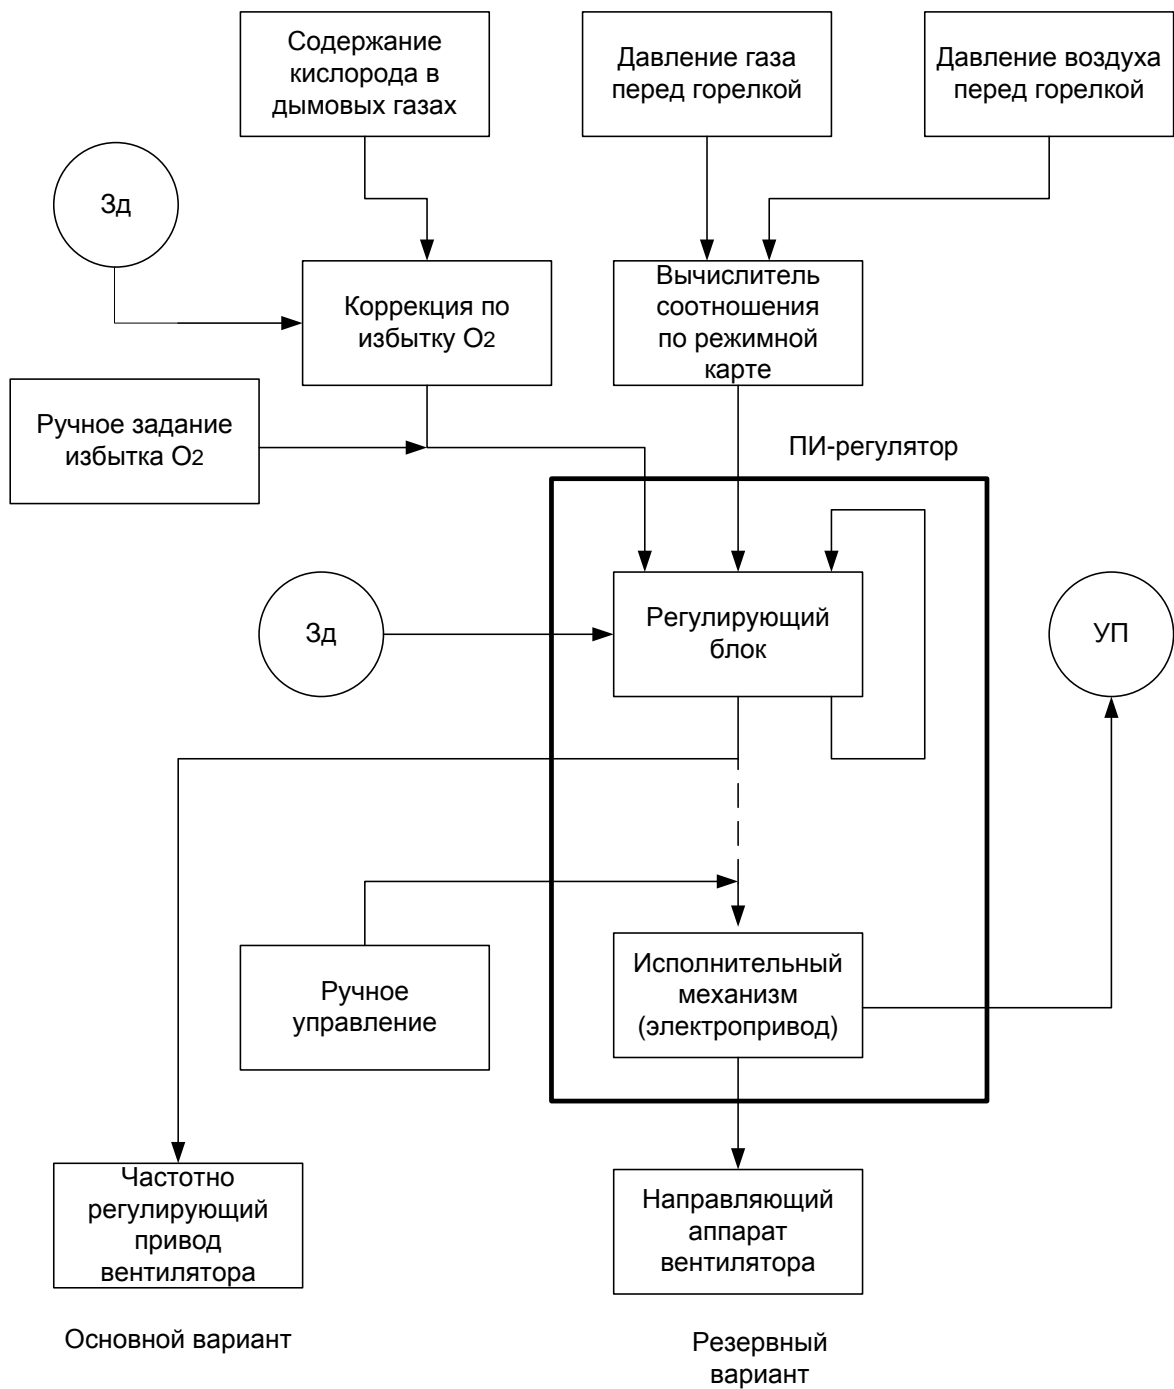 Содержание
кислорода в
дымовых газах
Давление газа
перед горелкой
Давление воздуха
перед горелкой
Зд
Коррекция по
избытку О2
Вычислитель
соотношения
по режимной
карте
Ручное задание
избытка О2
ПИ-регулятор
Зд
Регулирующий
блок
УП
Ручное
управление
Исполнительный
механизм
(электропривод)
Частотно
регулирующий
привод
вентилятора
Направляющий
аппарат
вентилятора
Основной вариант
Резервный
вариант